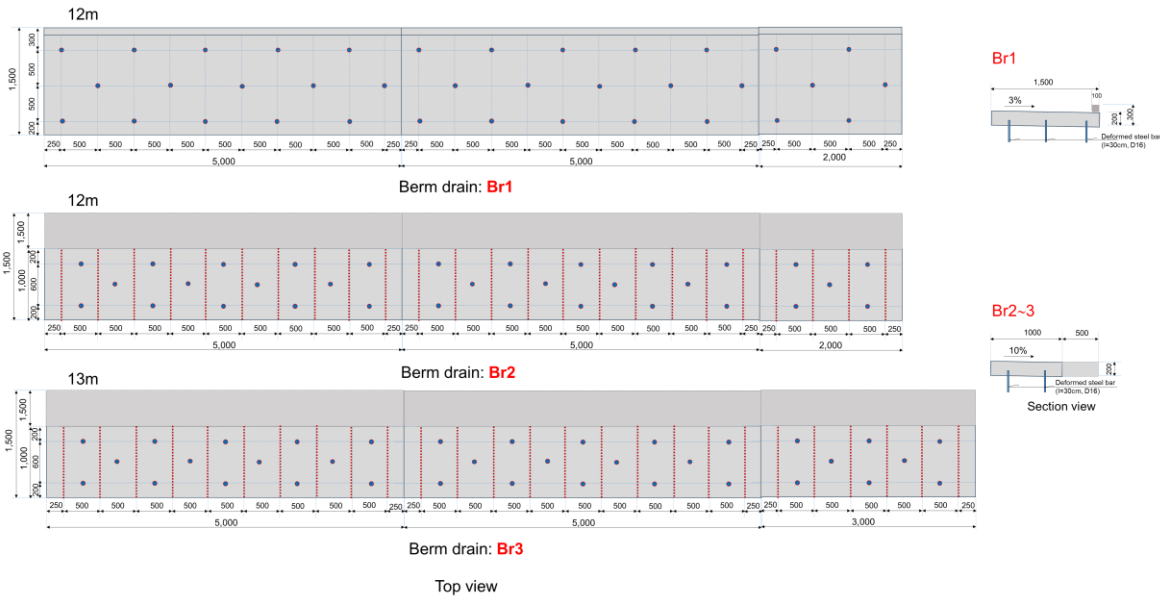 12m
1,500
300
500
500
200
250 500 500 500 500 500 500 500 500 500 250 250 500 500 500 500 500 500 500 500 500 250 250 500 500 500 250
5,000 5,000 2,000
Berm drain: Br1
12m
1,500
1,500
1,000
200
600
200
250 500 500 500 500 500 500 500 500 500 250 250 500 500 500 500 500 500 500 500 500 250 250 500 500 500 250
5,000 5,000 2,000
Berm drain: Br2
13m
1,500
1,500
1,000
200
600
200
250 500 500 500 500 500 500 500 500 500 250 250 500 500 500 500 500 500 500 500 500 250 250 500 500 500 500 500 250
5,000 5,000 3,000
Berm drain: Br3
Top view
Br1
1,500
100
3%
200
300
Deformed steel bar
(l=30cm, D16)
Br2~3
1000 500
10%
200
Deformed steel bar
(l=30cm, D16)
Section view